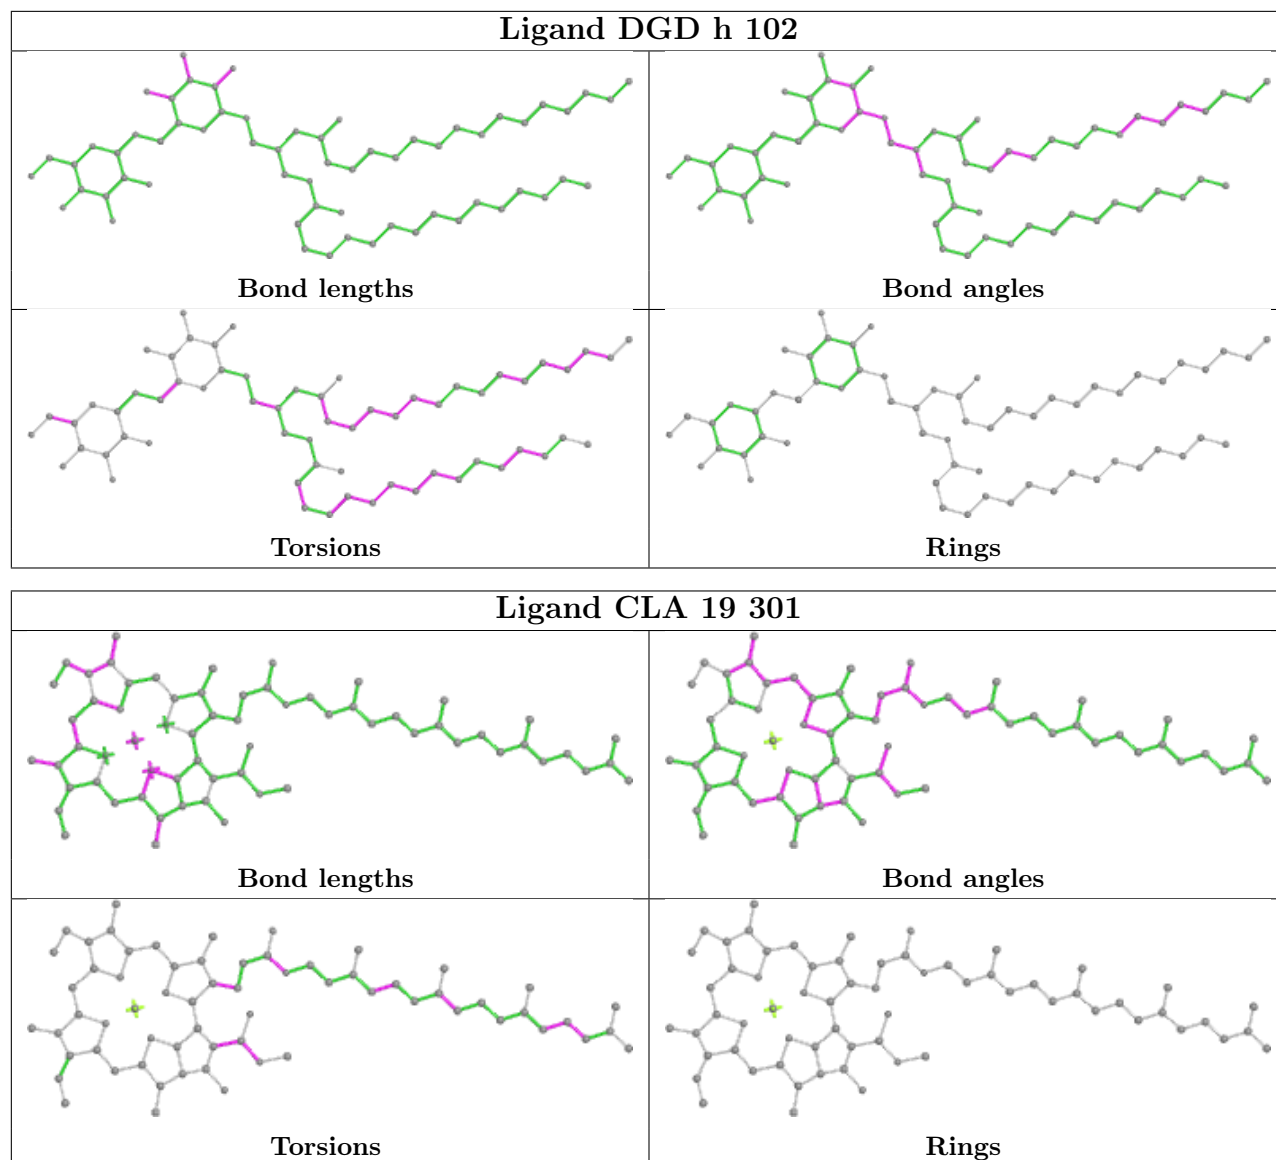 Ligand DGD h 102
Bond lengths
Bond angles
Torsions
Rings
Ligand CLA 19 301
Bond lengths
Bond angles
Torsions
Rings